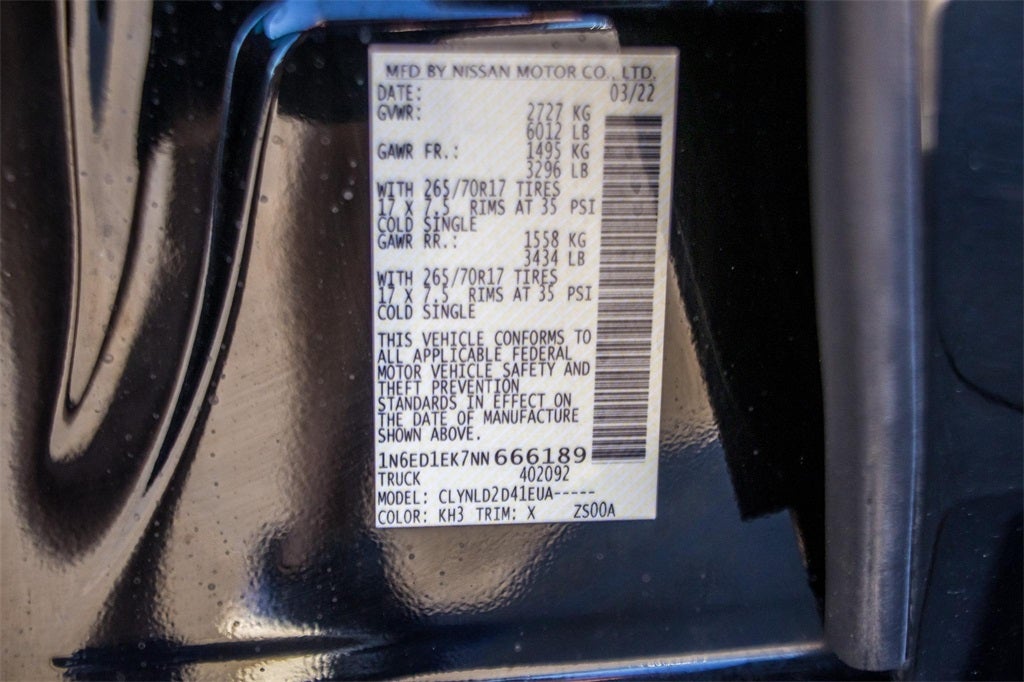 MFD BY NISSAN MOTOR CO., LTD.
DATE: 03/22
GVWR: 2727 KG
6012 LB
GAWR FR.: 1495 KG
3296 LB
WITH 265/70R17 TIRES
17 X 7.5 RIMS AT 35 PSI
COLD SINGLE
GAWR RR.: 1558 KG
3434 LB
WITH 265/70R17 TIRES
17 X 7.5 RIMS AT 35 PSI
COLD SINGLE
THIS VEHICLE CONFORMS TO
ALL APPLICABLE FEDERAL
MOTOR VEHICLE SAFETY AND
THEFT PREVENTION
STANDARDS IN EFFECT ON
THE DATE OF MANUFACTURE
SHOWN ABOVE.
1N6ED1EK7NN666189
TRUCK 402092
MODEL: CLYNLD2D41EUA-----
COLOR: KH3 TRIM: X ZS00A